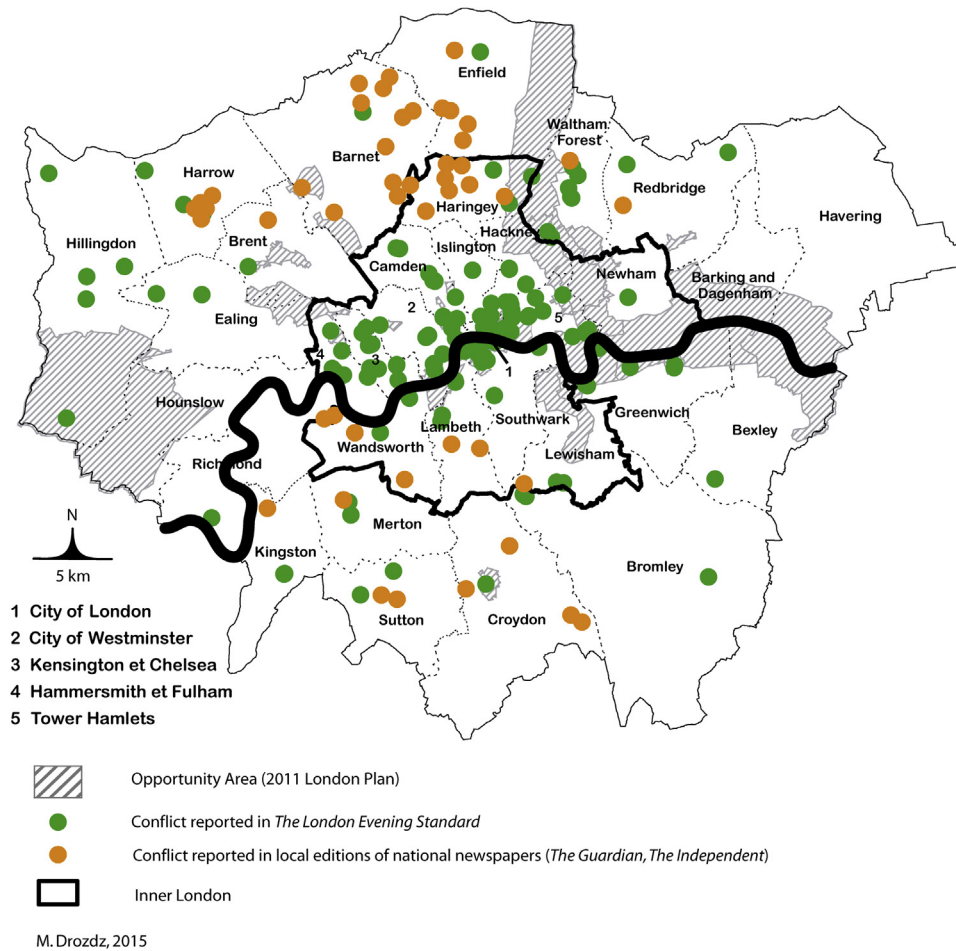 Enfield
Waltham
Forest
Barnet
Harrow
Redbridge
Haringey
Havering
Brent
Hackney
Hillingdon
Islington
Camden
Newham
Barking and
Dagenham
2
5
Ealing
4
3
1
Hounslow
Southwark
Greenwich
Lambeth
Bexley
Wandsworth
Richmond
Lewisham
Merton
N
Kingston
Bromley
5 km
Sutton
Croydon
1 City of London
2 City of Westminster
3 Kensington et Chelsea
4 Hammersmith et Fulham
5 Tower Hamlets
Opportunity Area (2011 London Plan)
Conflict reported in The London Evening Standard
Conflict reported in local editions of national newspapers (The Guardian, The Independent)
Inner London
M. Drozdz, 2015